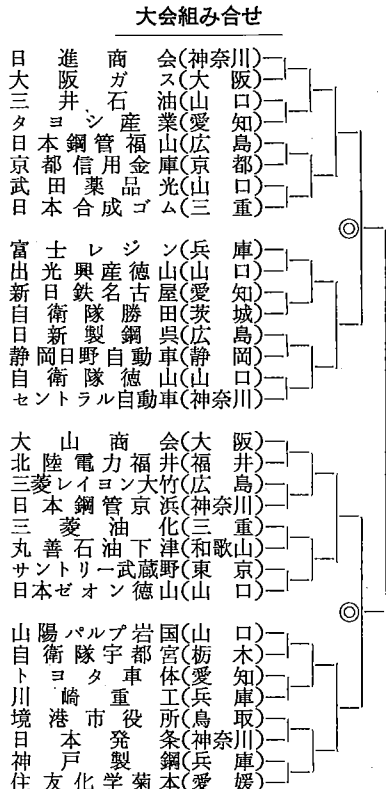 大会組み合せ
日進商会(神奈川)
大阪ガス(大阪)
三井石油(山口)
タヨシ産業(愛知)
日本鋼管福山(広島)
京都信用金庫(京都)
武田薬品光(山口)
日本合成ゴム(三重)
富士レジン(兵庫)
出光興産徳山(山口)
新日鉄名古屋(愛知)
自衛隊勝田(茨城)
日新製鋼呉(広島)
静岡日野自動車(静岡)
自衛隊徳山(山口)
セントラル自動車(神奈川)
大山商会(大阪)
北陸電力福井(福井)
三菱レイヨン大竹(広島)
日本鋼管京浜(神奈川)
三菱油化(三重)
丸善石油下津(和歌山)
サントリー武蔵野(東京)
日本ゼオン徳山(山口)
山陽パルプ岩国(山口)
自衛隊宇都宮(栃木)
トヨタ車体(愛知)
川崎重工(兵庫)
境港市役所(鳥取)
日本発条(神奈川)
神戸製鋼(兵庫)
住友化学菊本(愛媛)